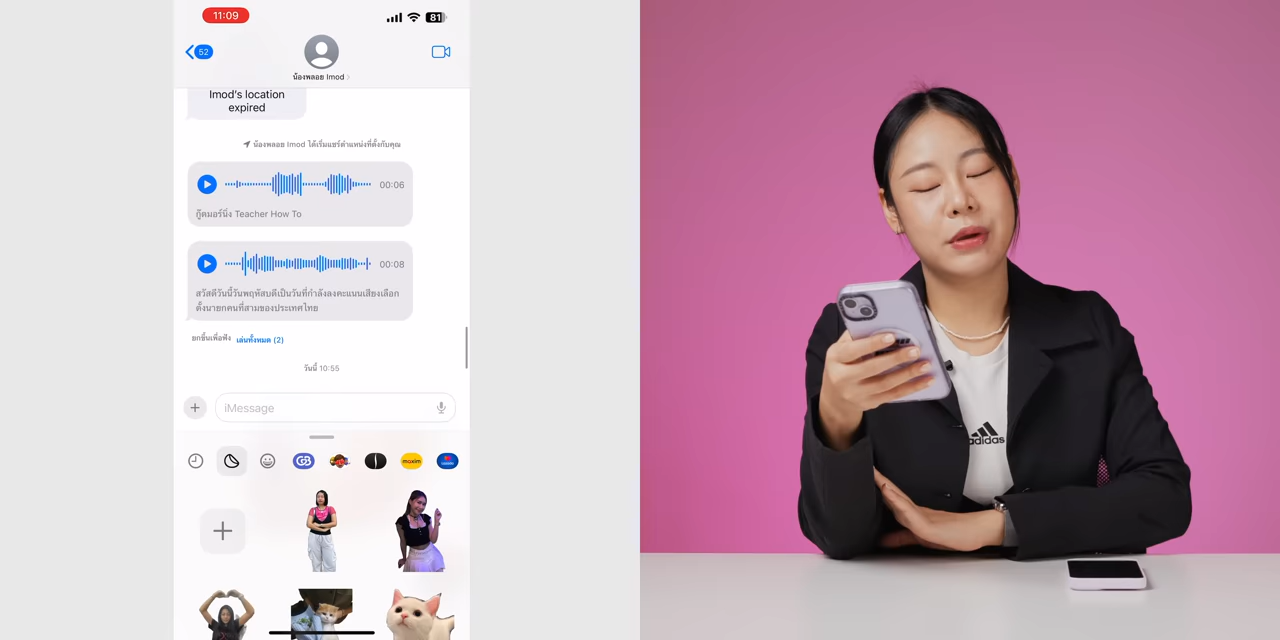 11:09
81
52
น้องพลอย Imod
Imod's location
expired
น้องพลอย Imod ได้เริ่มแชร์ตำแหน่งที่ตั้งกับคุณ
00:06
กู๊ดมอร์นิ่ง Teacher How To
00:08
สวัสดีวันนี้วันพฤหัสบดีเป็นวันที่กำลังลงคะแนนเสียงเลือก
ตั้งนายกคนที่สามของประเทศไทย
ยกขึ้นเพื่อฟัง เล่นทั้งหมด (2)
วันนี้ 10:55
iMessage
GB
maxim
adidas